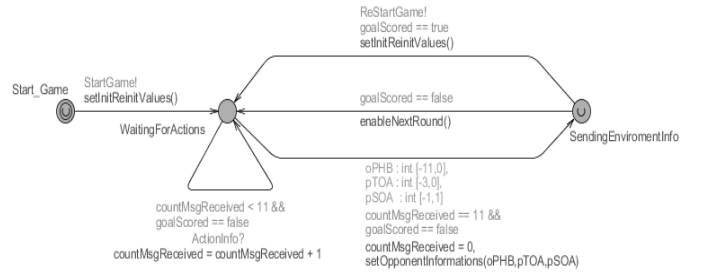 ReStartGame!
goalScored == true
setInitReinitValues()
Start_Game
StartGame!
setInitReinitValues()
goalScored == false
enableNextRound()
WaitingForActions
SendingEnviromentInfo
oPHB : int [-11,0],
pTOA : int [-3,0],
pSOA : int [-1,1]
countMsgReceived == 11 &&
goalScored == false
countMsgReceived = 0,
setOpponentInformations(oPHB,pTOA,pSOA)
countMsgReceived < 11 &&
goalScored == false
ActionInfo?
countMsgReceived = countMsgReceived + 1